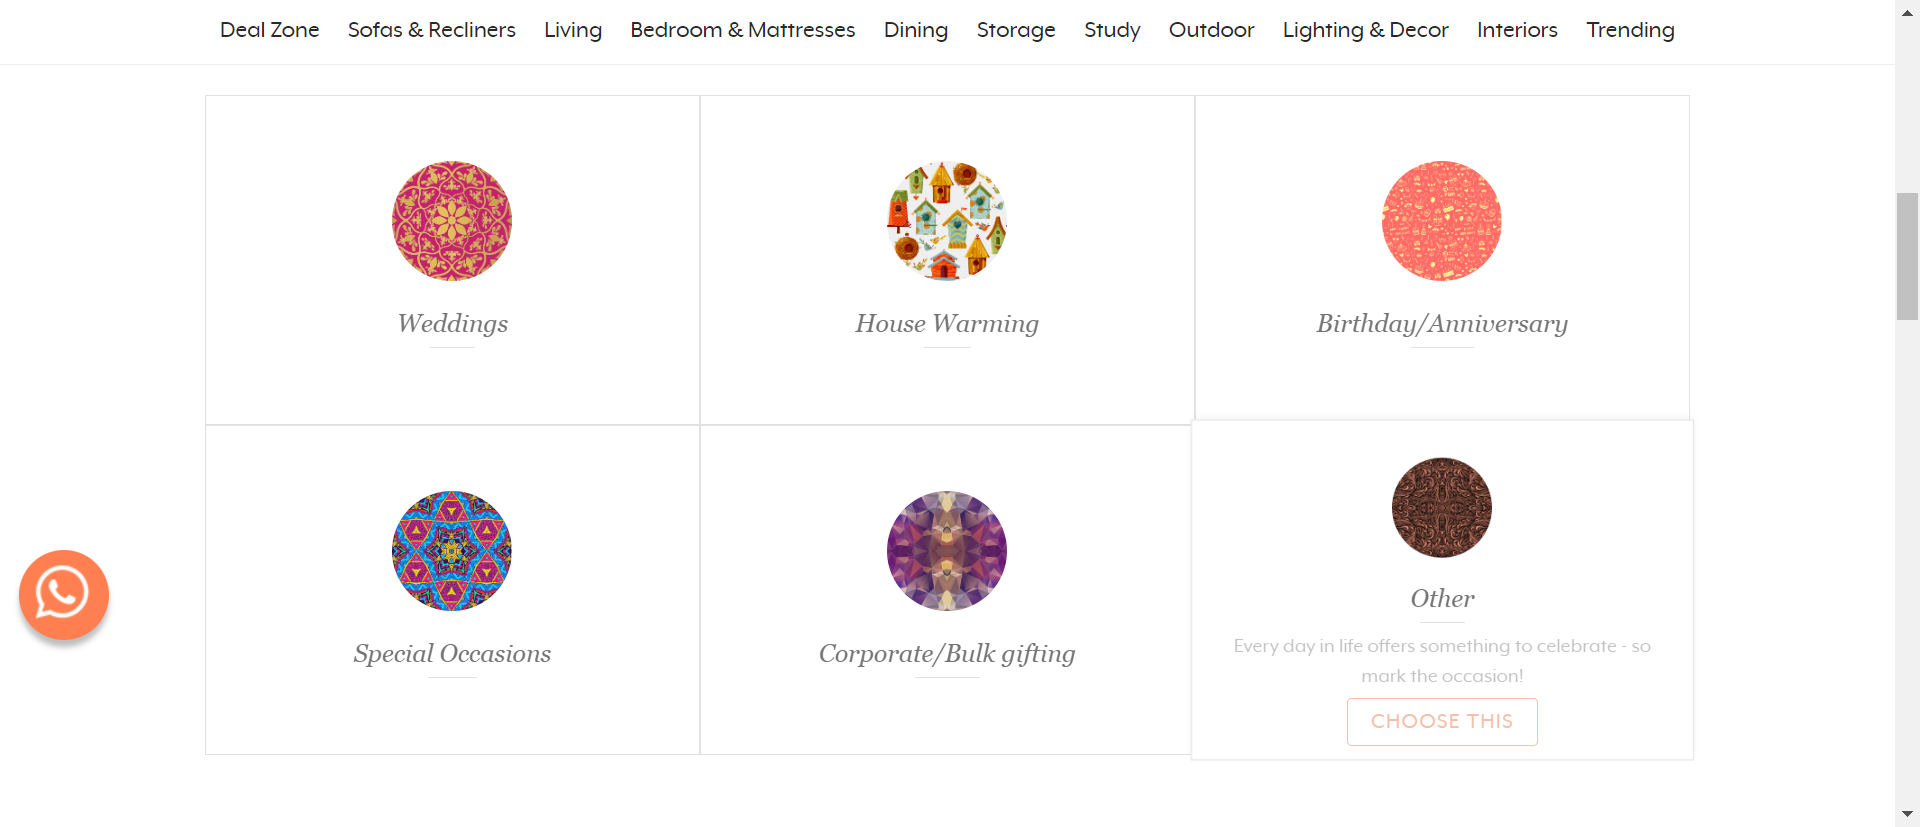 Deal Zone Sofas & Recliners Living Bedroom & Mattresses Dining Storage Study Outdoor Lighting & Decor Interiors Trending
Weddings
House Warming
Birthday/Anniversary
Special Occasions
Corporate/Bulk gifting
Other
Every day in life offers something to celebrate - so
mark the occasion!
CHOOSE THIS